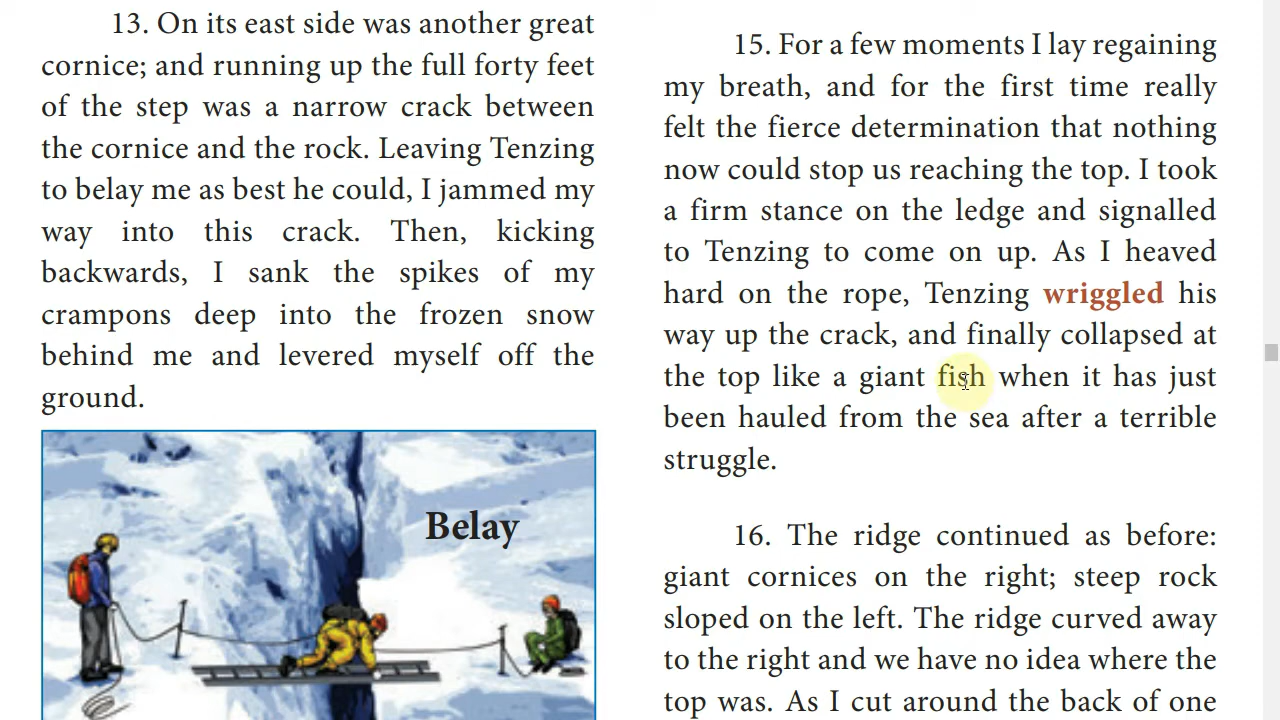 13. On its east side was another great
cornice; and running up the full forty feet
of the step was a narrow crack between
the cornice and the rock. Leaving Tenzing
to belay me as best he could, I jammed my
way into this crack. Then, kicking
backwards, I sank the spikes of my
crampons deep into the frozen snow
behind me and levered myself off the
ground.
Belay
15. For a few moments I lay regaining
my breath, and for the first time really
felt the fierce determination that nothing
now could stop us reaching the top. I took
a firm stance on the ledge and signalled
to Tenzing to come on up. As I heaved
hard on the rope, Tenzing wriggled his
way up the crack, and finally collapsed at
the top like a giant fish when it has just
been hauled from the sea after a terrible
struggle.
16. The ridge continued as before:
giant cornices on the right; steep rock
sloped on the left. The ridge curved away
to the right and we have no idea where the
top was. As I cut around the back of one